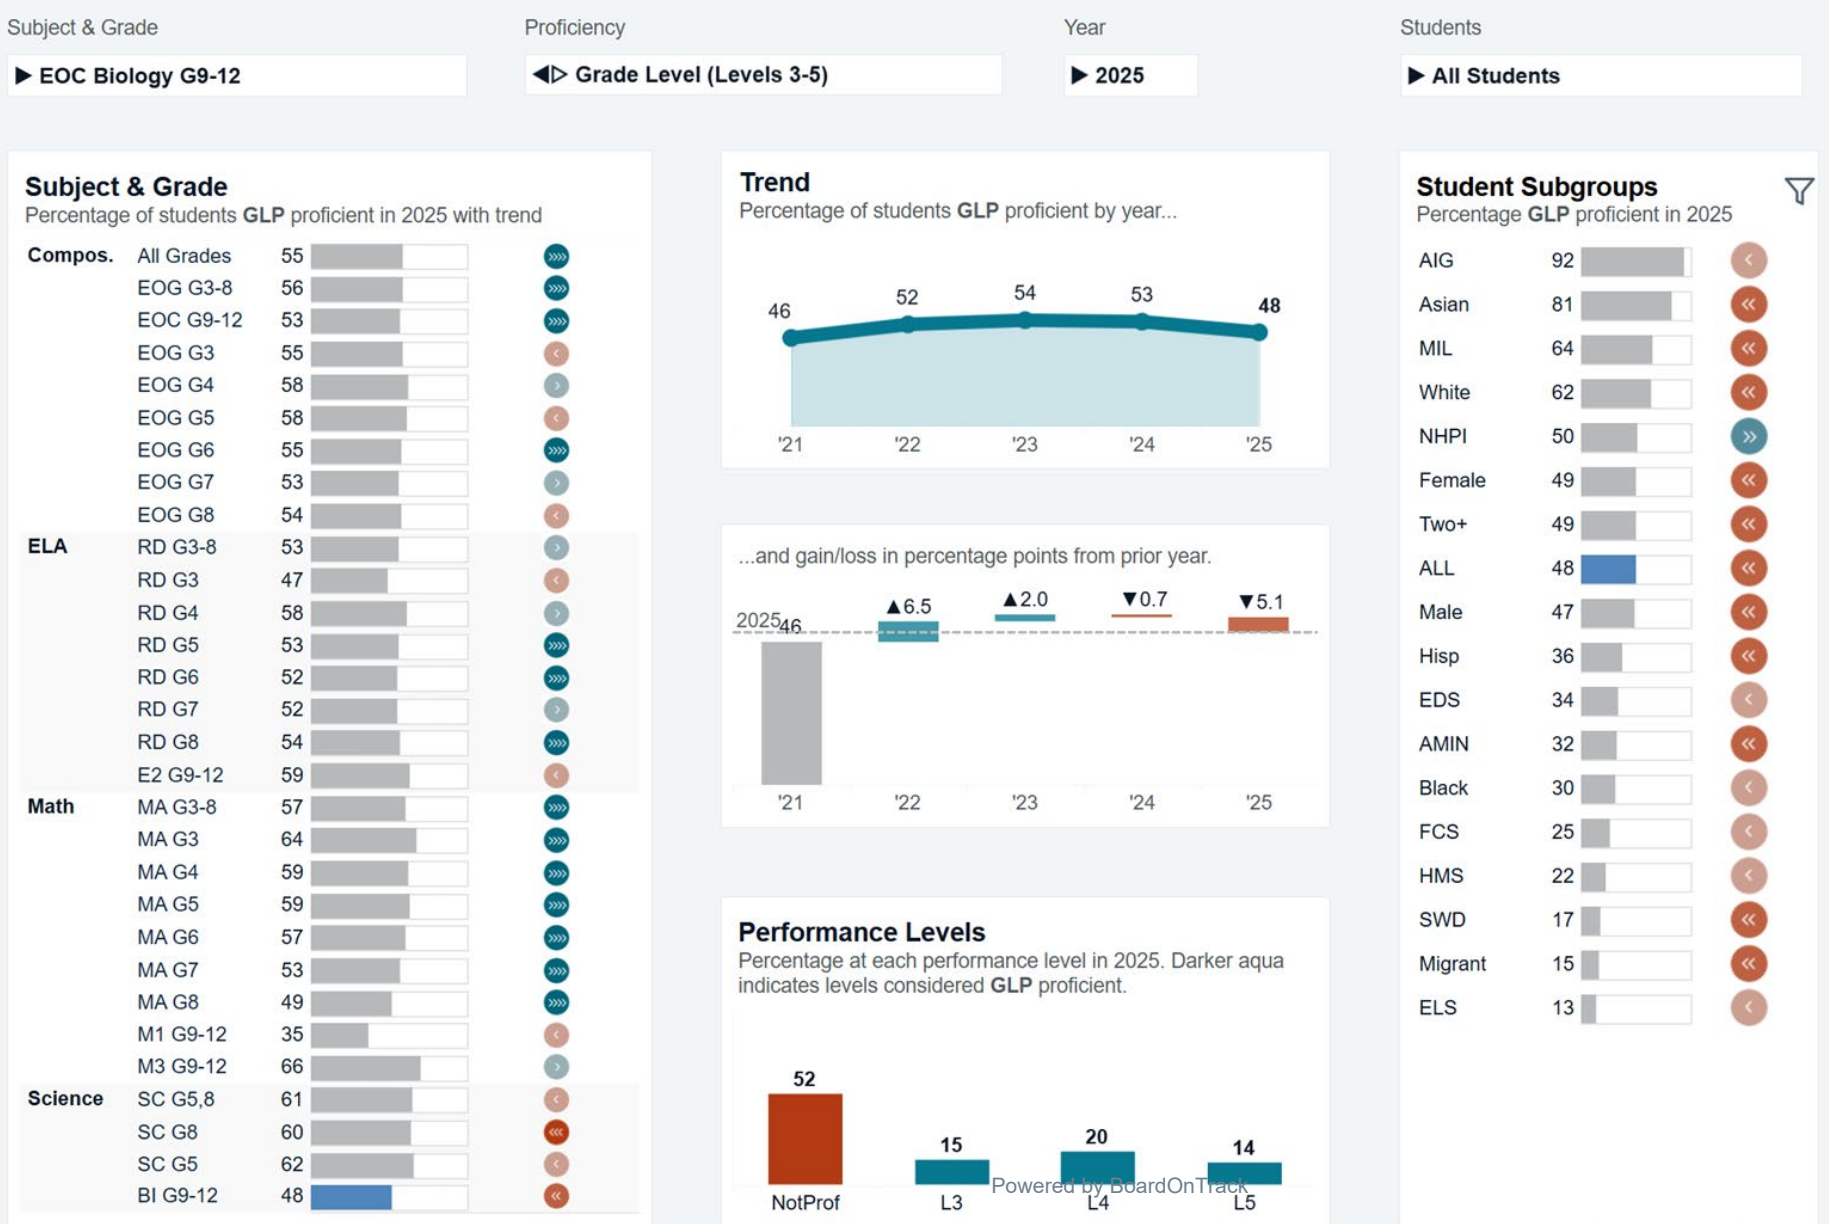 Subject & Grade
Proficiency
Year
Students
▶ EOC Biology G9-12
◀▷ Grade Level (Levels 3-5)
▶ 2025
▶ All Students
Subject & Grade
Percentage of students GLP proficient in 2025 with trend
Compos. All Grades 55 »»
EOG G3-8 56 »»
EOC G9-12 53 »»
EOG G3 55 ‹
EOG G4 58 ›
EOG G5 58 ‹
EOG G6 55 »»
EOG G7 53 ›
EOG G8 54 ‹
ELA RD G3-8 53 ›
RD G3 47 ‹
RD G4 58 ›
RD G5 53 »»
RD G6 52 »»
RD G7 52 ›
RD G8 54 »»
E2 G9-12 59 ‹
Math MA G3-8 57 »»
MA G3 64 »»
MA G4 59 »»
MA G5 59 »»
MA G6 57 »»
MA G7 53 »»
MA G8 49 »»
M1 G9-12 35 ‹
M3 G9-12 66 ›
Science SC G5,8 61 ‹
SC G8 60 ‹‹‹
SC G5 62 ‹
BI G9-12 48 «
Trend
Percentage of students GLP proficient by year...
46 52 54 53 48
'21 '22 '23 '24 '25
...and gain/loss in percentage points from prior year.
2025
46 ▲6.5 ▲2.0 ▼0.7 ▼5.1
'21 '22 '23 '24 '25
Performance Levels
Percentage at each performance level in 2025. Darker aqua
indicates levels considered GLP proficient.
52 15 20 14
Powered by BoardOnTrack
NotProf L3 L4 L5
Student Subgroups
Percentage GLP proficient in 2025
AIG 92 ‹
Asian 81 «
MIL 64 «
White 62 «
NHPI 50 »
Female 49 «
Two+ 49 «
ALL 48 «
Male 47 «
Hisp 36 «
EDS 34 ‹
AMIN 32 «
Black 30 ‹
FCS 25 ‹
HMS 22 ‹
SWD 17 «
Migrant 15 «
ELS 13 ‹